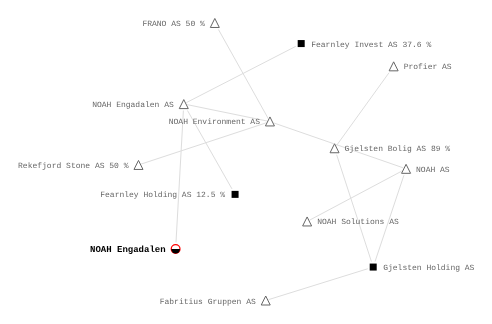 FRANO AS 50 %
Fearnley Invest AS 37.6 %
Profier AS
NOAH Engadalen AS
NOAH Environment AS
Gjelsten Bolig AS 89 %
Rekefjord Stone AS 50 %
NOAH AS
Fearnley Holding AS 12.5 %
NOAH Solutions AS
NOAH Engadalen
Gjelsten Holding AS
Fabritius Gruppen AS